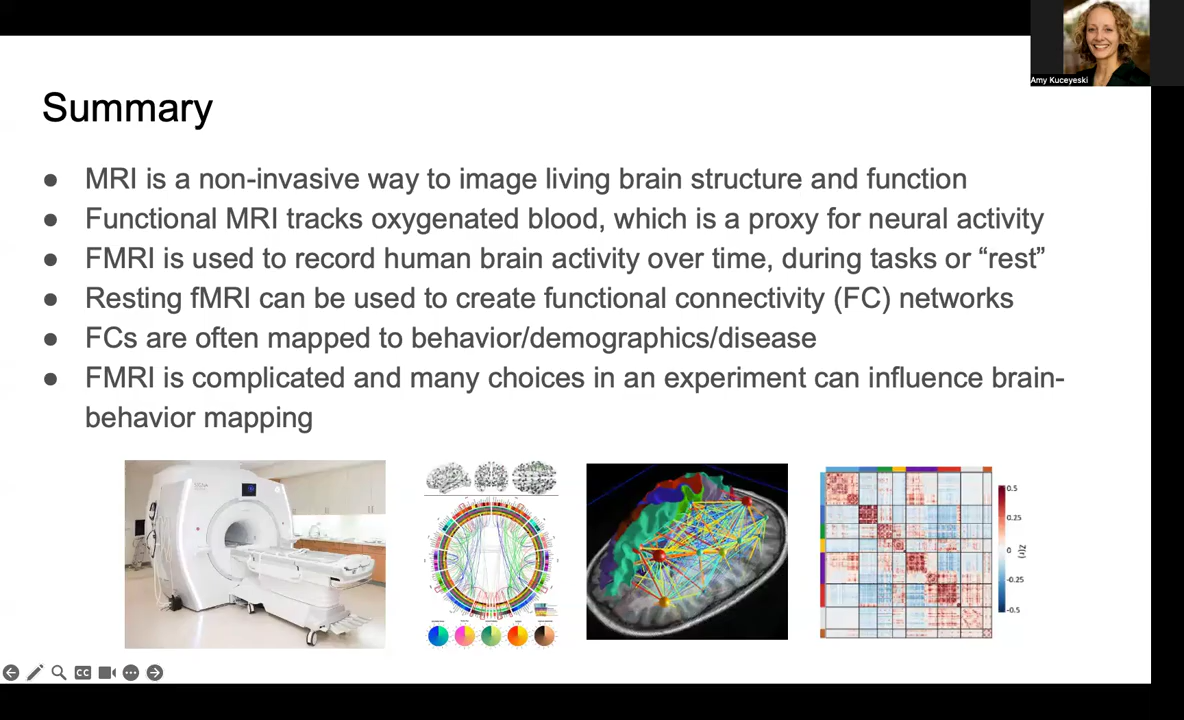 Amy Kuceyeski
Summary
● MRI is a non-invasive way to image living brain structure and function
● Functional MRI tracks oxygenated blood, which is a proxy for neural activity
● FMRI is used to record human brain activity over time, during tasks or “rest”
● Resting fMRI can be used to create functional connectivity (FC) networks
● FCs are often mapped to behavior/demographics/disease
● FMRI is complicated and many choices in an experiment can influence brain-
behavior mapping
0.5
0.25
0
-0.25
-0.5
Z(r)
CC